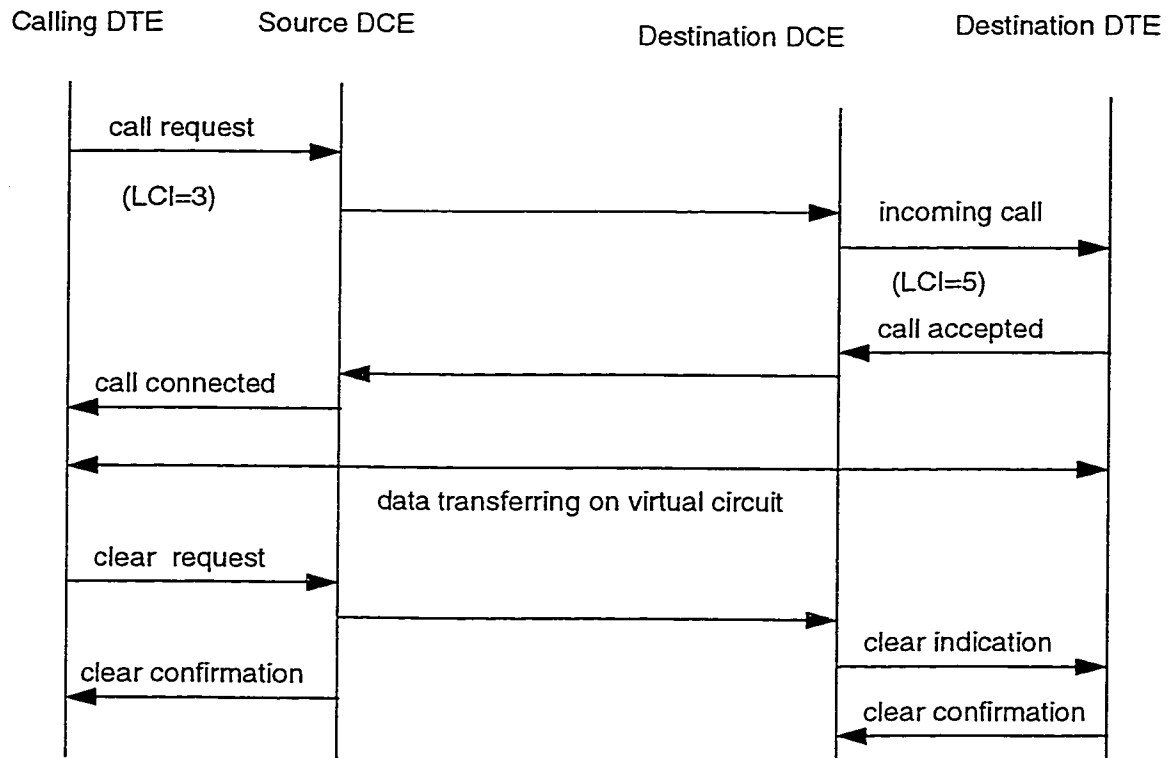 Calling DTE
Source DCE
Destination DCE
Destination DTE
call request
(LCI=3)
incoming call
(LCI=5)
call accepted
call connected
data transferring on virtual circuit
clear request
clear indication
clear confirmation
clear confirmation